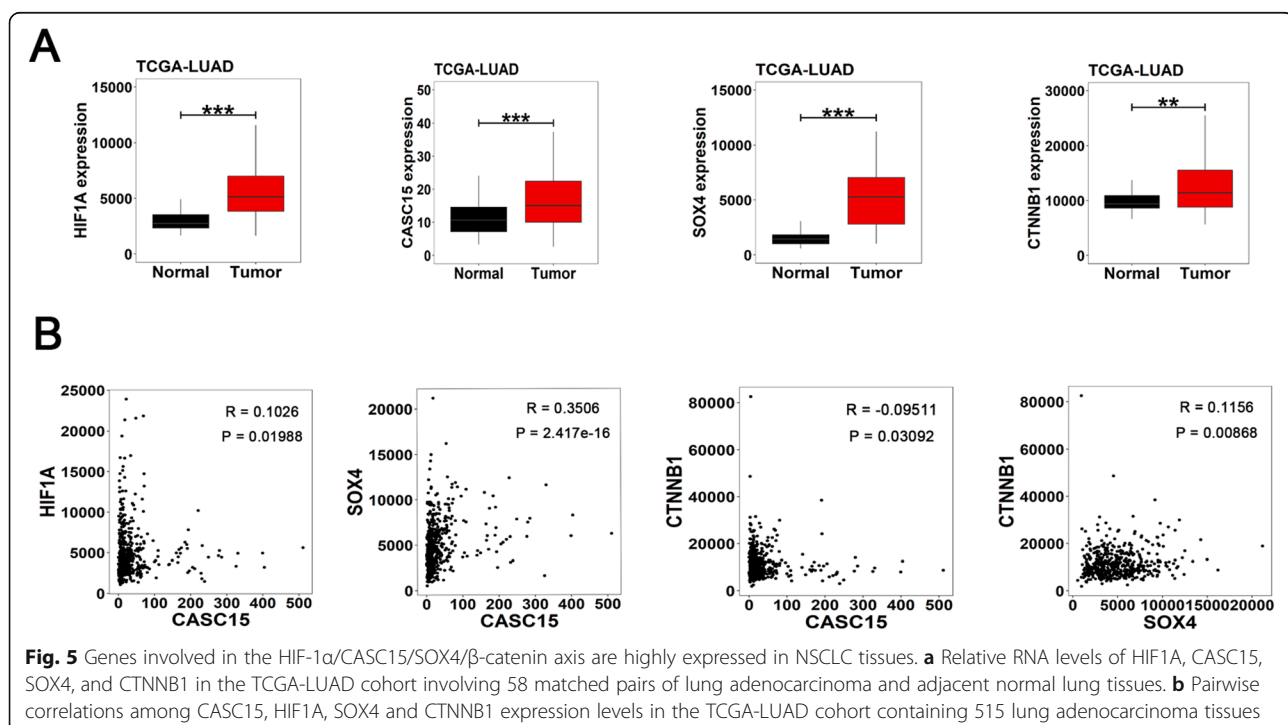 A
TCGA-LUAD
HIF1A expression
15000
10000
5000
0
***
Normal Tumor
TCGA-LUAD
CASC15 expression
50
40
30
20
10
0
***
Normal Tumor
TCGA-LUAD
SOX4 expression
15000
10000
5000
0
***
Normal Tumor
TCGA-LUAD
CTNNB1 expression
30000
20000
10000
0
**
Normal Tumor
B
HIF1A
25000
20000
15000
10000
5000
0
R = 0.1026
P = 0.01988
0 100 200 300 400 500
CASC15
SOX4
20000
15000
10000
5000
0
R = 0.3506
P = 2.417e-16
0 100 200 300 400 500
CASC15
CTNNB1
80000
60000
40000
20000
0
R = -0.09511
P = 0.03092
0 100 200 300 400 500
CASC15
CTNNB1
80000
60000
40000
20000
0
R = 0.1156
P = 0.00868
0 5000 10000 15000 20000
SOX4
Fig. 5 Genes involved in the HIF-1α/CASC15/SOX4/β-catenin axis are highly expressed in NSCLC tissues. a Relative RNA levels of HIF1A, CASC15,
SOX4, and CTNNB1 in the TCGA-LUAD cohort involving 58 matched pairs of lung adenocarcinoma and adjacent normal lung tissues. b Pairwise
correlations among CASC15, HIF1A, SOX4 and CTNNB1 expression levels in the TCGA-LUAD cohort containing 515 lung adenocarcinoma tissues